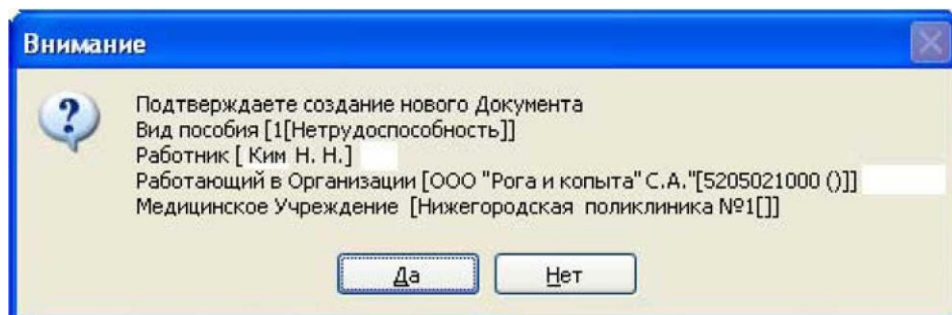 Внимание
Подтверждаете создание нового Документа
Вид пособия [1[Нетрудоспособность]]
Работник [ Ким Н. Н.]
Работающий в Организации [ООО "Рога и копыта" С.А."[5205021000 ()]]
Медицинское Учреждение [Нижегородская поликлиника №1[]]
Да Нет